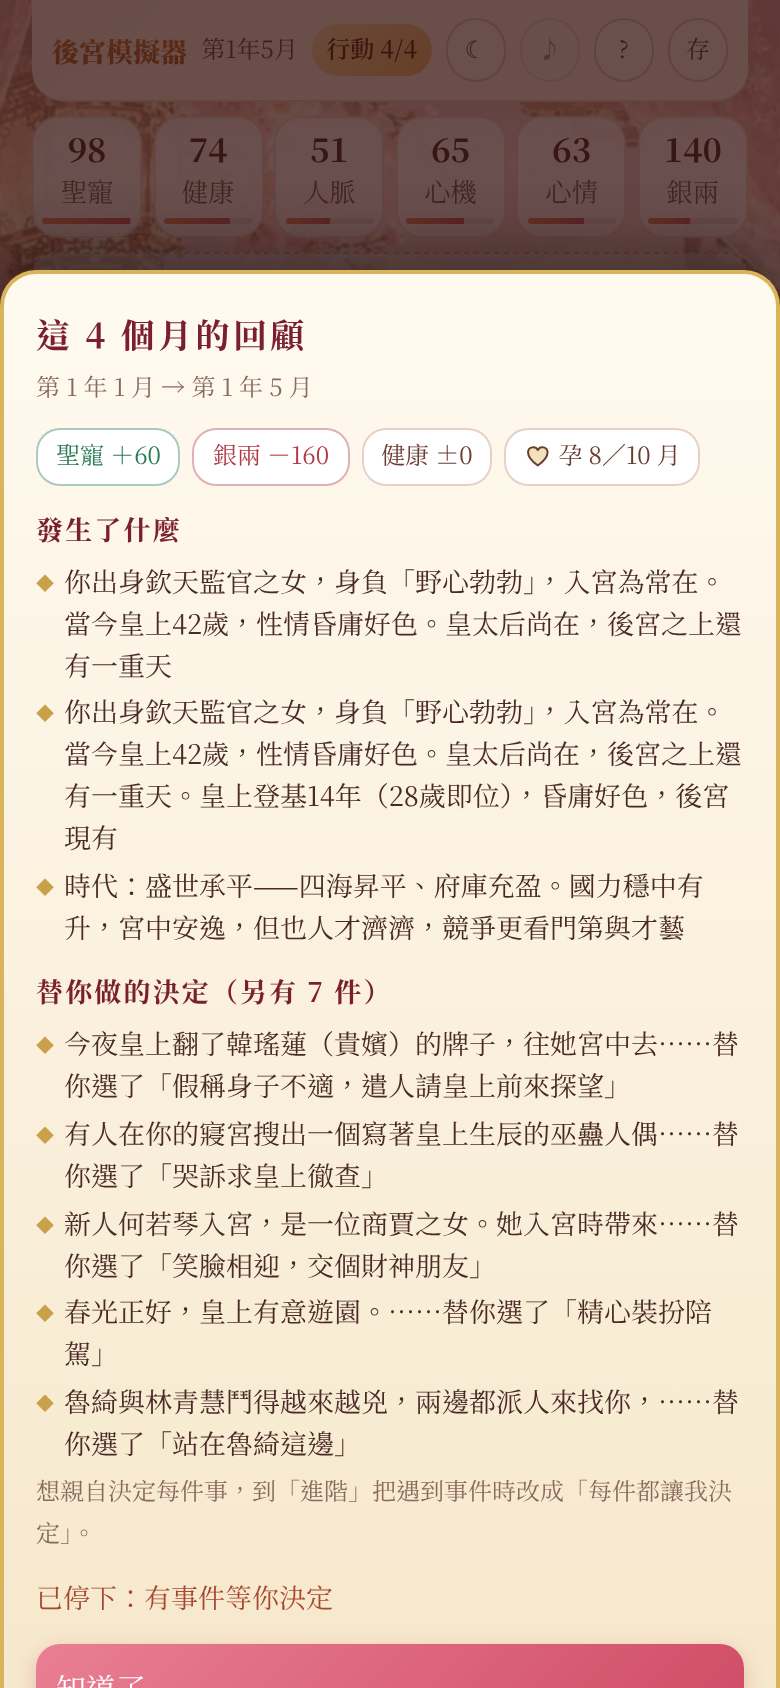 後宮模擬器 第1年5月 行動 4/4 ☾ ♪ ? 存
98 74 51 65 63 140
聖寵 健康 人脈 心機 心情 銀兩
這 4 個月的回顧
第 1 年 1 月 → 第 1 年 5 月
聖寵 ＋60 銀兩 －160 健康 ±0 ♡ 孕 8／10 月
發生了什麼
◆ 你出身欽天監官之女，身負「野心勃勃」，入宮為常在。
當今皇上42歲，性情昏庸好色。皇太后尚在，後宮之上還
有一重天
◆ 你出身欽天監官之女，身負「野心勃勃」，入宮為常在。
當今皇上42歲，性情昏庸好色。皇太后尚在，後宮之上還
有一重天。皇上登基14年（28歲即位），昏庸好色，後宮
現有
◆ 時代：盛世承平——四海昇平、府庫充盈。國力穩中有
升，宮中安逸，但也人才濟濟，競爭更看門第與才藝
替你做的決定（另有 7 件）
◆ 今夜皇上翻了韓瑤蓮（貴嬪）的牌子，往她宮中去……替
你選了「假稱身子不適，遣人請皇上前來探望」
◆ 有人在你的寢宮搜出一個寫著皇上生辰的巫蠱人偶……替
你選了「哭訴求皇上徹查」
◆ 新人何若琴入宮，是一位商賈之女。她入宮時帶來……替
你選了「笑臉相迎，交個財神朋友」
◆ 春光正好，皇上有意遊園。……替你選了「精心裝扮陪
駕」
◆ 魯綺與林青慧鬥得越來越兇，兩邊都派人來找你，……替
你選了「站在魯綺這邊」
想親自決定每件事，到「進階」把遇到事件時改成「每件都讓我決
定」。
已停下：有事件等你決定
知道了